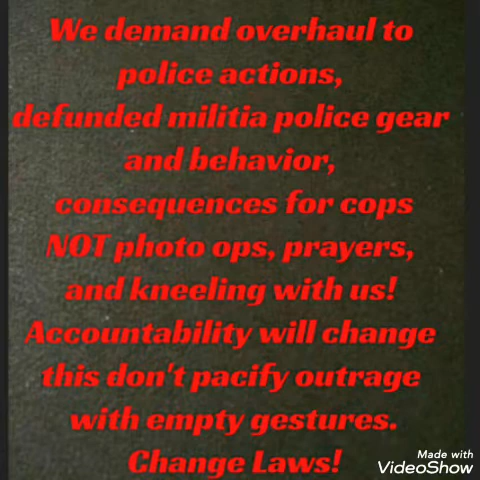 We demand overhaul to
police actions,
defunded militia police gear
and behavior,
consequences for cops
NOT photo ops, prayers,
and kneeling with us!
Accountability will change
this don't pacify outrage
with empty gestures.
Change Laws!
Made with
VideoShow